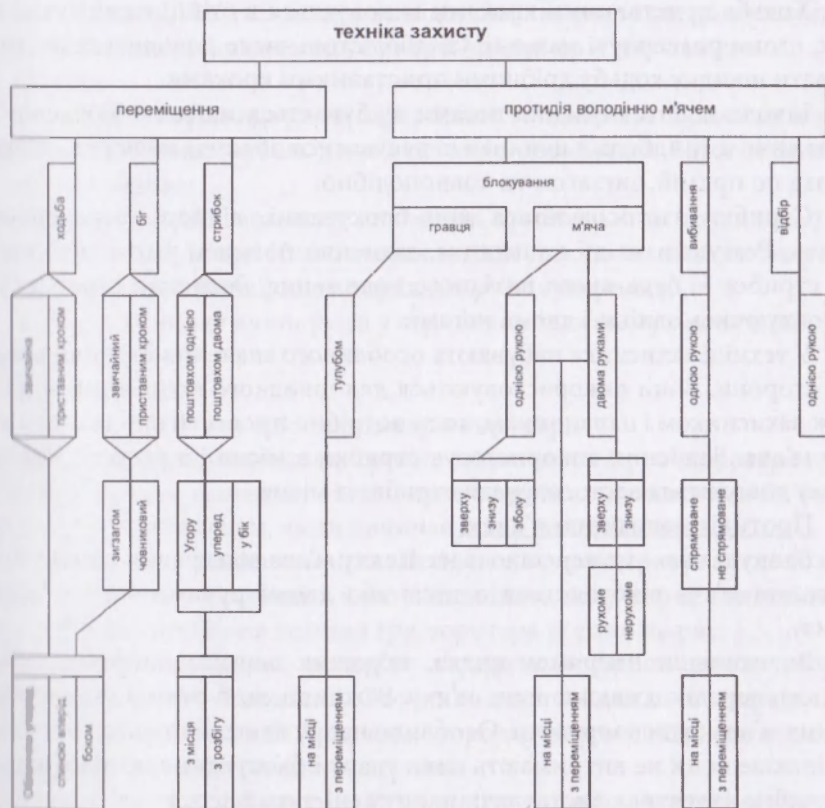 техніка захисту
переміщення
протидія володінню м'ячем
блокування
гравця
м'яча
ходьба
біг
стрибок
вибивання
відбір
приставним кроком
звичайний
приставним кроком
поштовхом однією
поштовхом двома
тулубом
однією рукою
двома руками
однією рукою
однією рукою
зигзагом
човниковий
Угору
уперед
у бік
зверху
знизу
збоку
зверху
знизу
спрямоване
не спрямоване
рухоме
нерухоме
спиною вперед
боком
з місця
з розбігу
на місці
з переміщенням
на місці
з переміщенням
на місці
з переміщенням